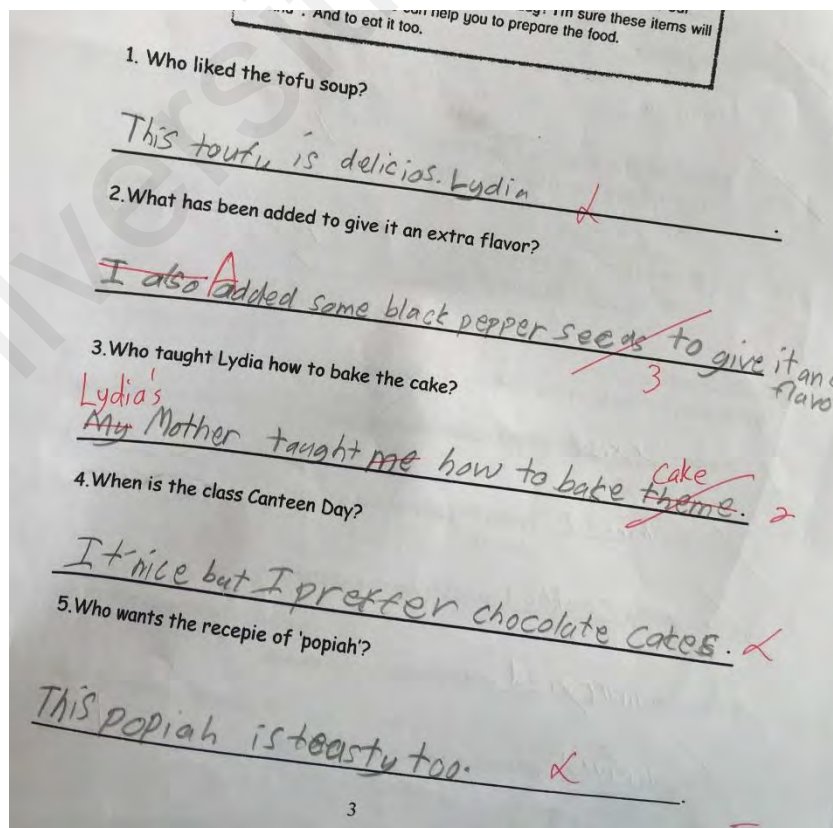 I'm sure these items will
can help you to prepare the food.
And to eat it too.
1. Who liked the tofu soup?
This toufu is delicios. Lydia
2.What has been added to give it an extra flavor?
I also A added some black pepper seeds to give it an
flavo
3
3.Who taught Lydia how to bake the cake?
Lydia's
My Mother taught me how to bake theme. 2
cake
4.When is the class Canteen Day?
It nice but I preffer chocolate cates.
5.Who wants the recepie of 'popiah'?
This popiah is teasty too.
3